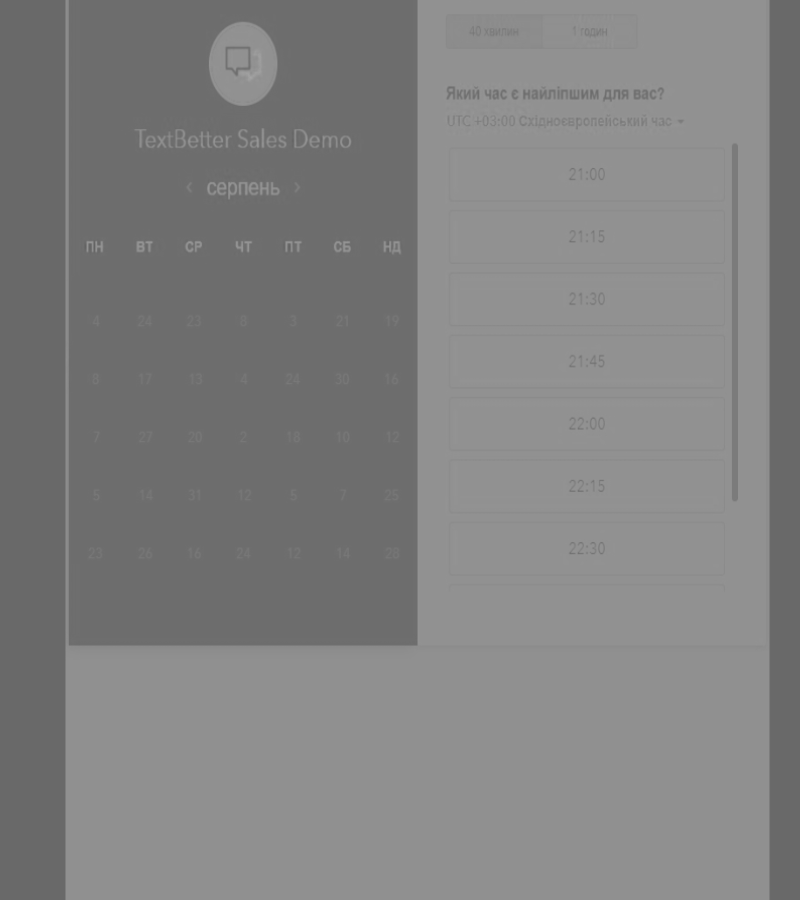 40 хвилин 1 годин
TextBetter Sales Demo
‹ серпень ›
ПН ВТ СР ЧТ ПТ СБ НД
4 24 23 8 3 21 19
8 17 13 4 24 30 16
7 27 20 2 18 10 12
5 14 31 12 5 7 25
23 26 16 24 12 14 28
Який час є найліпшим для вас?
UTC +03:00 Східноєвропейський час
21:00
21:15
21:30
21:45
22:00
22:15
22:30